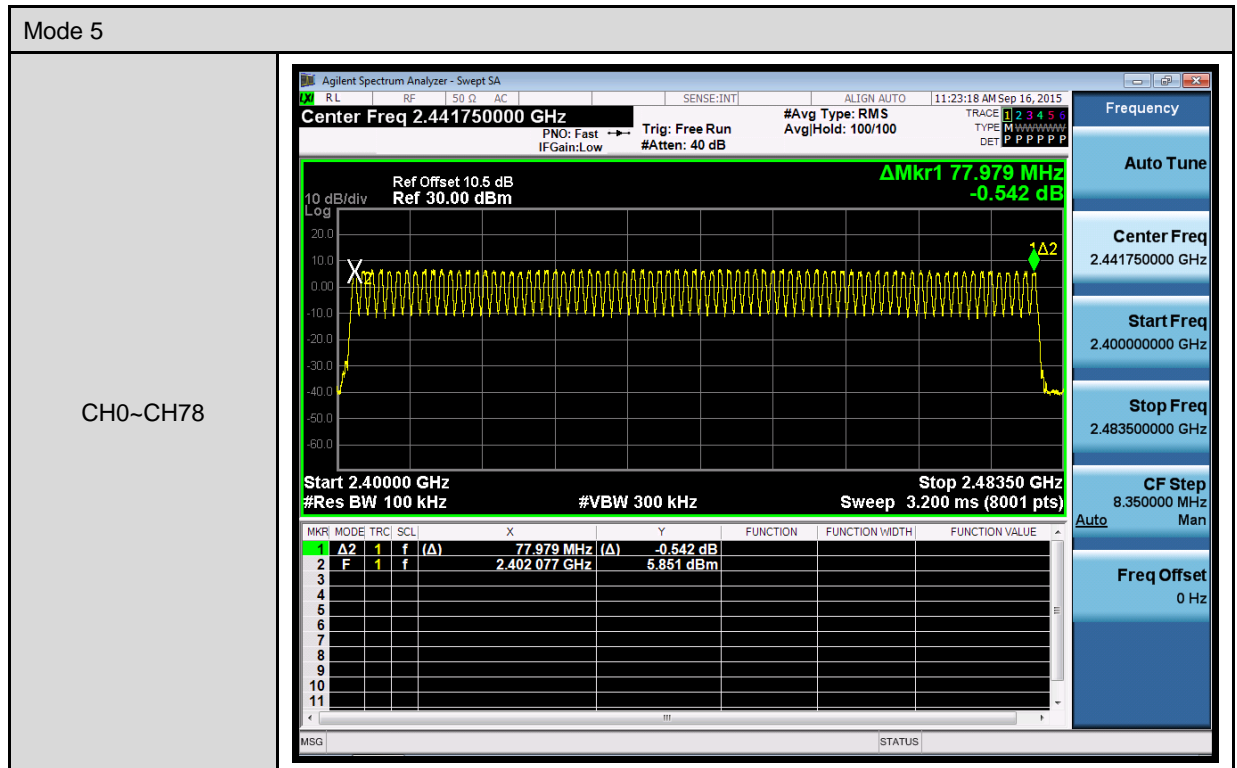 Mode 5
CH0~CH78
Agilent Spectrum Analyzer - Swept SA
LXI RL RF 50 Ω AC SENSE:INT ALIGN AUTO 11:23:18 AM Sep 16, 2015
Center Freq 2.441750000 GHz
PNO: Fast
IFGain:Low
Trig: Free Run
#Atten: 40 dB
#Avg Type: RMS
Avg|Hold: 100/100
TRACE 1 2 3 4 5 6
TYPE M WWWWW
DET P P P P P P
Frequency
Auto Tune
Center Freq
2.441750000 GHz
Start Freq
2.400000000 GHz
Stop Freq
2.483500000 GHz
CF Step
8.350000 MHz
Auto Man
Freq Offset
0 Hz
ΔMkr1 77.979 MHz
-0.542 dB
Ref Offset 10.5 dB
10 dB/div Ref 30.00 dBm
Log
20.0
10.0
0.00
-10.0
-20.0
-30.0
-40.0
-50.0
-60.0
1Δ2
X2
Start 2.40000 GHz Stop 2.48350 GHz
#Res BW 100 kHz #VBW 300 kHz Sweep 3.200 ms (8001 pts)
MKR MODE TRC SCL X Y FUNCTION FUNCTION WIDTH FUNCTION VALUE
1 Δ2 1 f (Δ) 77.979 MHz (Δ) -0.542 dB
2 F 1 f 2.402 077 GHz 5.851 dBm
3
4
5
6
7
8
9
10
11
MSG STATUS